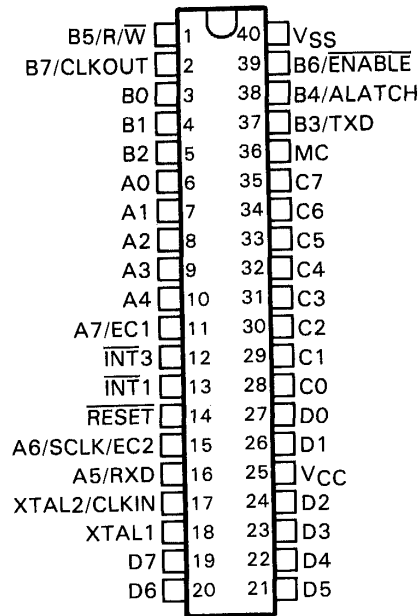 B5/R/W̅ 1 40 VSS
B7/CLKOUT 2 39 B6/E̅N̅A̅B̅L̅E̅
B0 3 38 B4/ALATCH
B1 4 37 B3/TXD
B2 5 36 MC
A0 6 35 C7
A1 7 34 C6
A2 8 33 C5
A3 9 32 C4
A4 10 31 C3
A7/EC1 11 30 C2
I̅N̅T̅3 12 29 C1
I̅N̅T̅1 13 28 C0
R̅E̅S̅E̅T̅ 14 27 D0
A6/SCLK/EC2 15 26 D1
A5/RXD 16 25 VCC
XTAL2/CLKIN 17 24 D2
XTAL1 18 23 D3
D7 19 22 D4
D6 20 21 D5